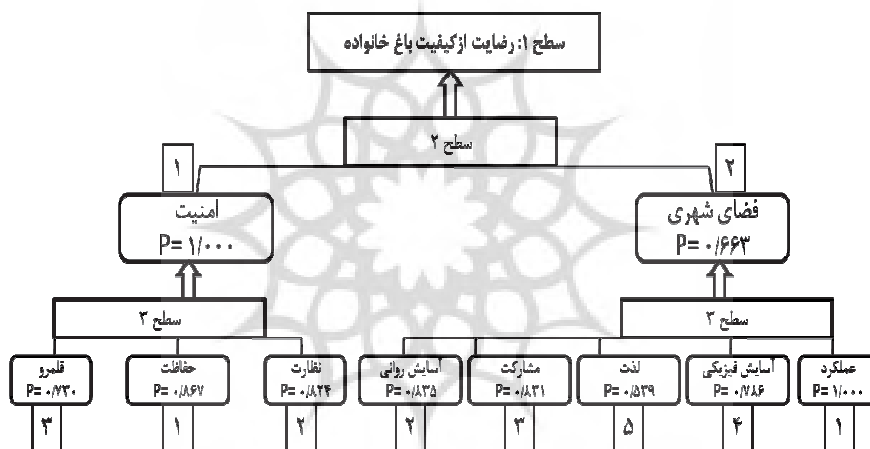 سطح ۱: رضایت از کیفیت باغ خانواده
سطح ۲
۲
۱
فضای شهری
P= ۰/۶۶۳
امنیت
P= ۱/۰۰۰
سطح ۳
سطح ۳
عملکرد
P= ۱/۰۰۰
۱
آسایش فیزیکی
P= ۰/۷۸۶
۴
لذت
P= ۰/۵۳۹
۵
مشارکت
P= ۰/۸۳۱
۳
آسایش روانی
P= ۰/۸۳۵
۲
نظارت
P= ۰/۸۲۴
۲
حفاظت
P= ۰/۸۶۷
۱
قلمرو
P= ۰/۷۳۰
۳